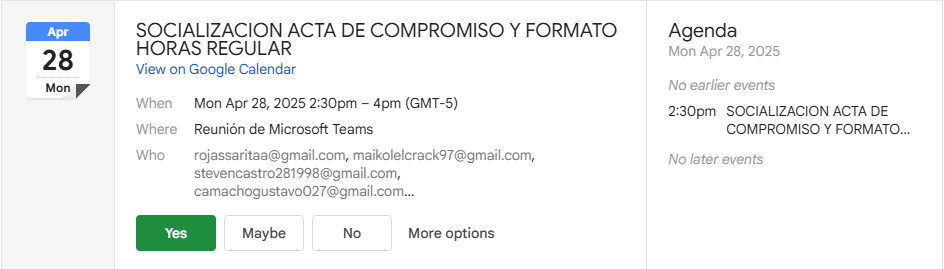 Apr
28
Mon
SOCIALIZACION ACTA DE COMPROMISO Y FORMATO
HORAS REGULAR
View on Google Calendar
When Mon Apr 28, 2025 2:30pm – 4pm (GMT-5)
Where Reunión de Microsoft Teams
Who rojassaritaa@gmail.com, maikolelcrack97@gmail.com,
stevencastro281998@gmail.com,
camachogustavo027@gmail.com...
Yes Maybe No More options
Agenda
Mon Apr 28, 2025
No earlier events
2:30pm SOCIALIZACION ACTA DE
COMPROMISO Y FORMATO...
No later events